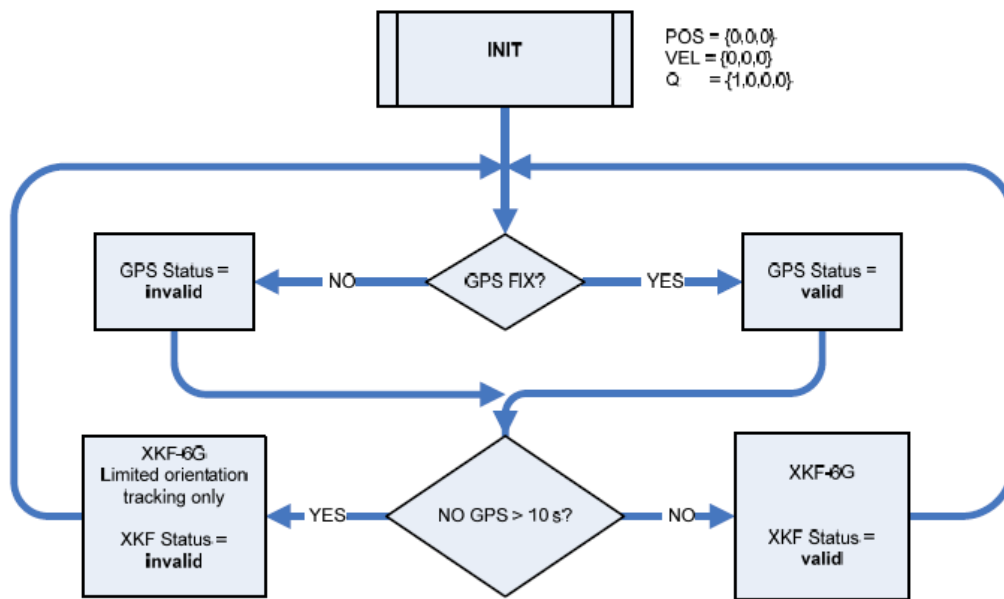 INIT
POS = {0,0,0}
VEL = {0,0,0}
Q = {1,0,0,0}
GPS Status =
invalid
NO
GPS FIX?
YES
GPS Status =
valid
XKF-6G
Limited orientation
tracking only
XKF Status =
invalid
YES
NO GPS > 10 s?
NO
XKF-6G
XKF Status =
valid